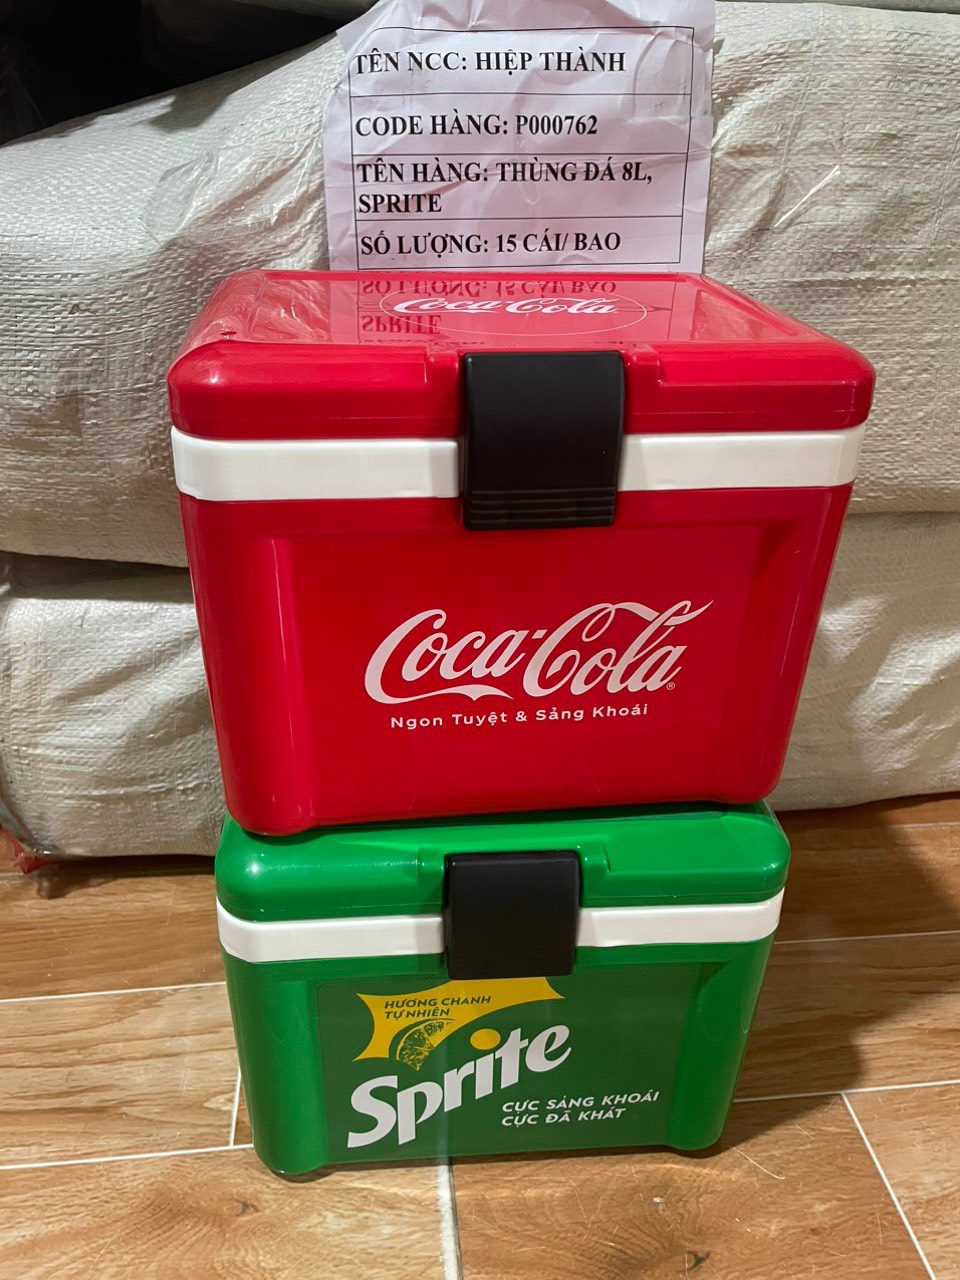 TÊN NCC: HIỆP THÀNH
CODE HÀNG: P000762
TÊN HÀNG: THÙNG ĐÁ 8L,
SPRITE
SỐ LƯỢNG: 15 CÁI/ BAO
Coca-Cola
Coca-Cola®
Ngon Tuyệt & Sảng Khoái
HƯƠNG CHANH
TỰ NHIÊN
Sprite
CỰC SẢNG KHOÁI
CỰC ĐÃ KHÁT